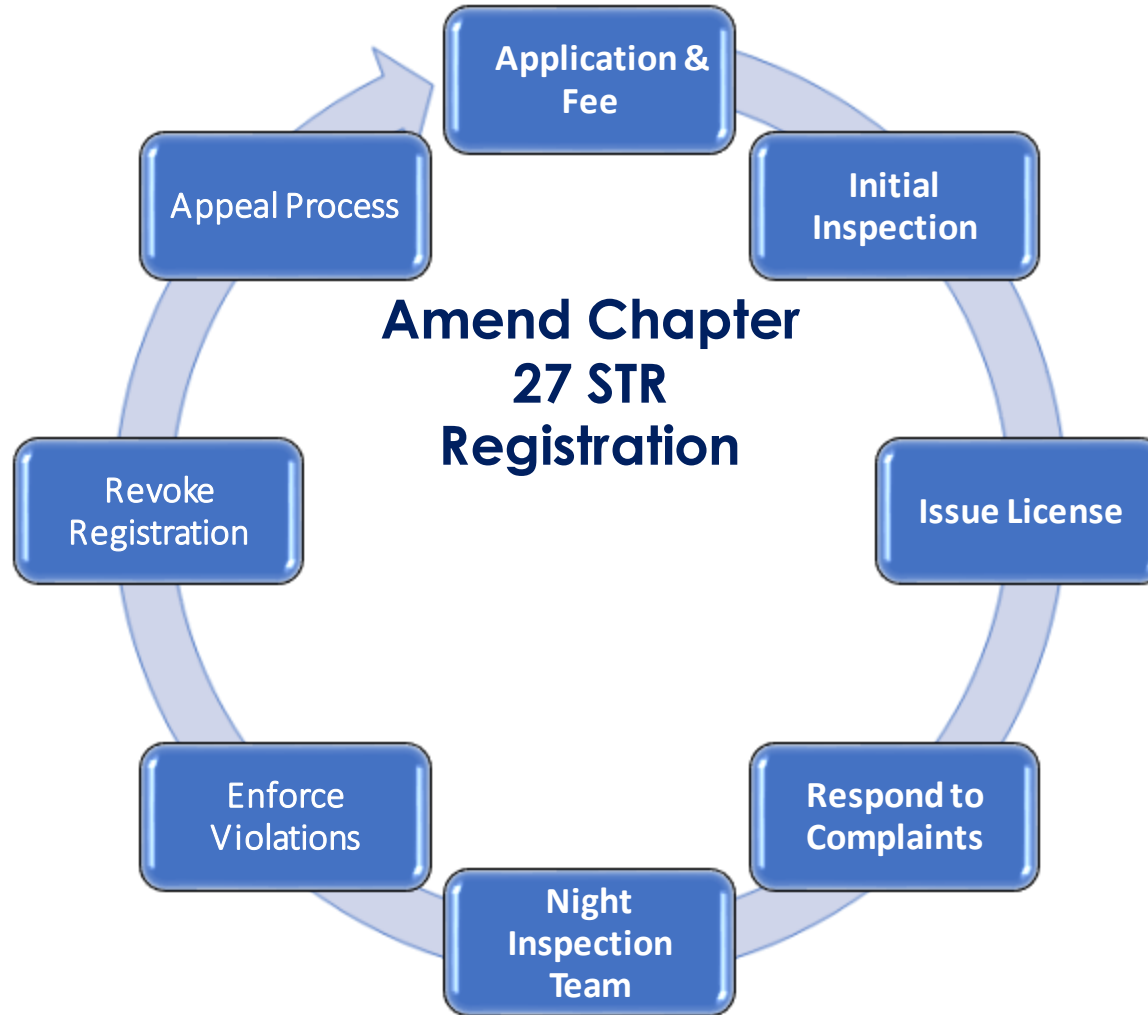 Application &
Fee
Initial
Inspection
Issue License
Respond to
Complaints
Night
Inspection
Team
Enforce
Violations
Revoke
Registration
Appeal Process
Amend Chapter
27 STR
Registration